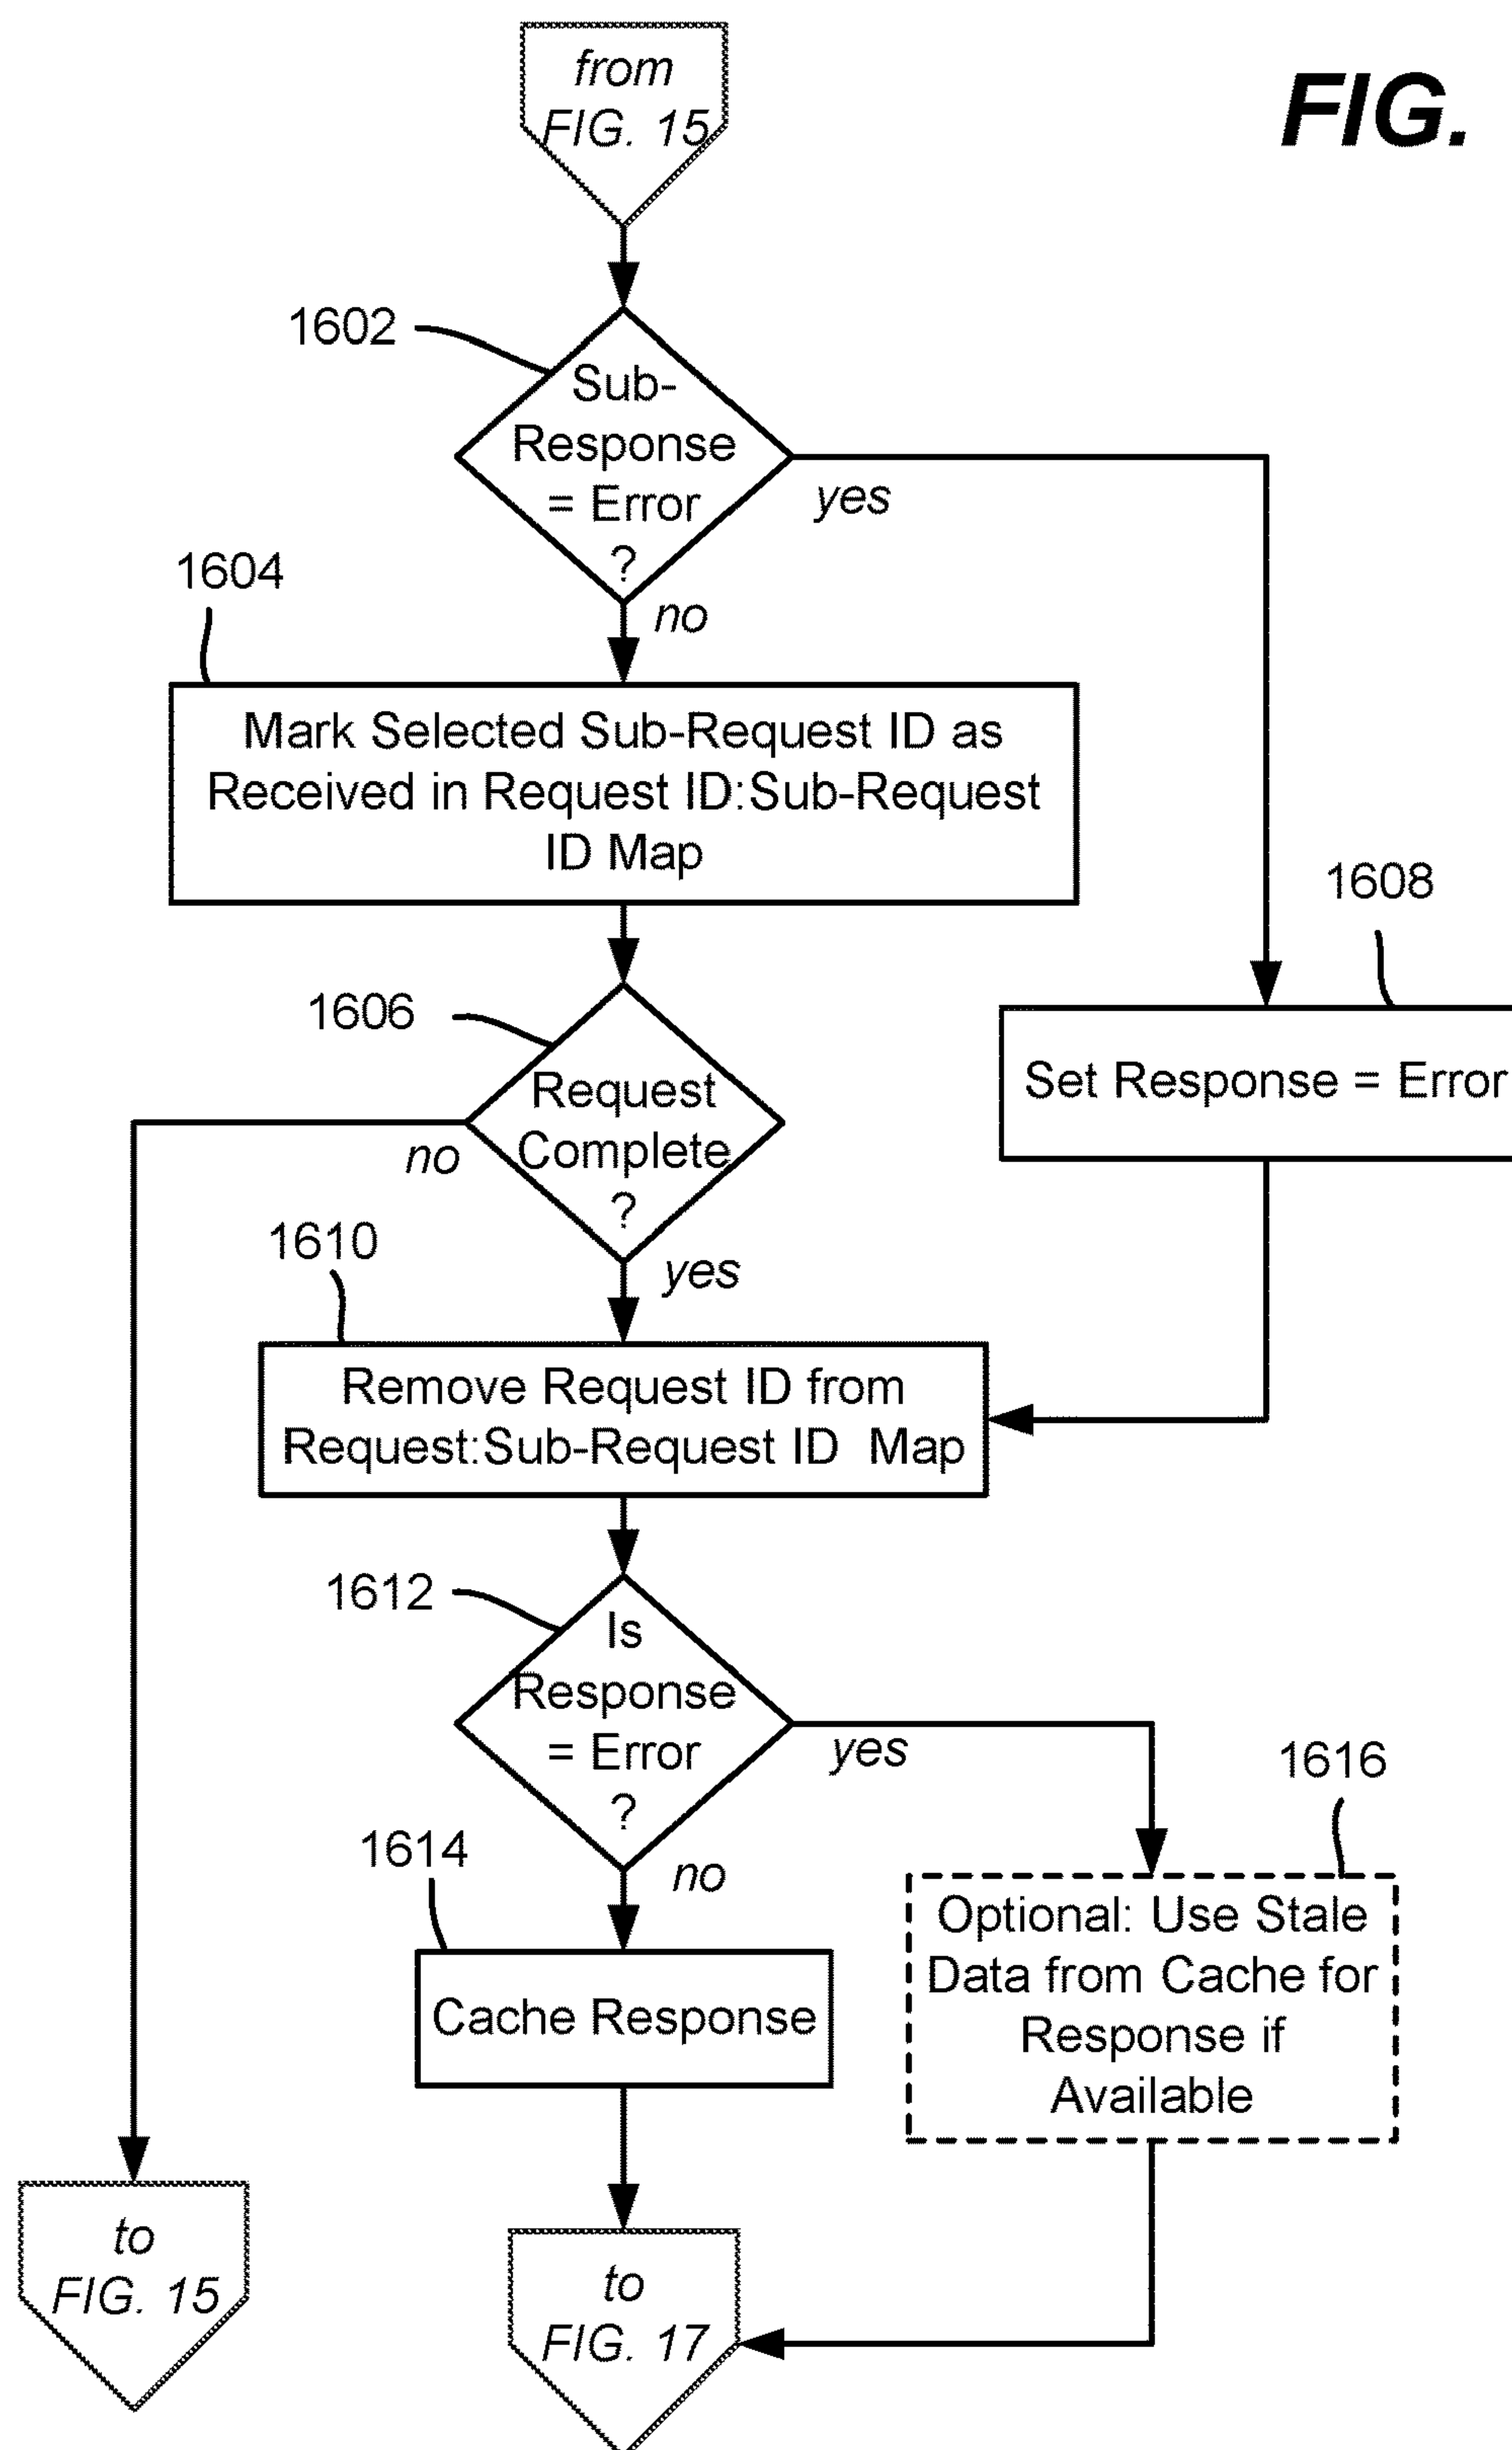 from
FIG. 15
FIG.
1602
Sub-
Response
= Error
?
yes
no
1604
Mark Selected Sub-Request ID as
Received in Request ID:Sub-Request
ID Map
1606
Request
Complete
?
no
yes
1608
Set Response = Error
1610
Remove Request ID from
Request:Sub-Request ID Map
1612
Is
Response
= Error
?
yes
no
1614
Cache Response
1616
Optional: Use Stale
Data from Cache for
Response if
Available
to
FIG. 15
to
FIG. 17